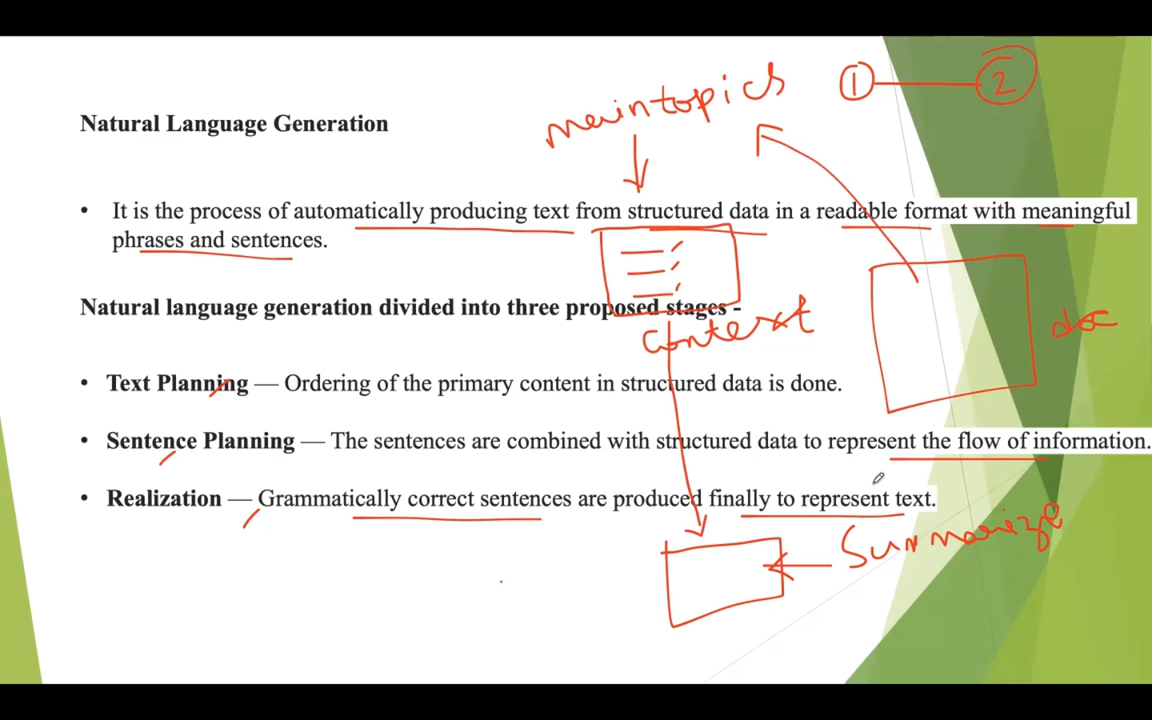 main topics
① ②
Natural Language Generation
• It is the process of automatically producing text from structured data in a readable format with meaningful
phrases and sentences.
Natural language generation divided into three proposed stages -
context
doc
• Text Planning — Ordering of the primary content in structured data is done.
• Sentence Planning — The sentences are combined with structured data to represent the flow of information.
• Realization — Grammatically correct sentences are produced finally to represent text.
Summarize